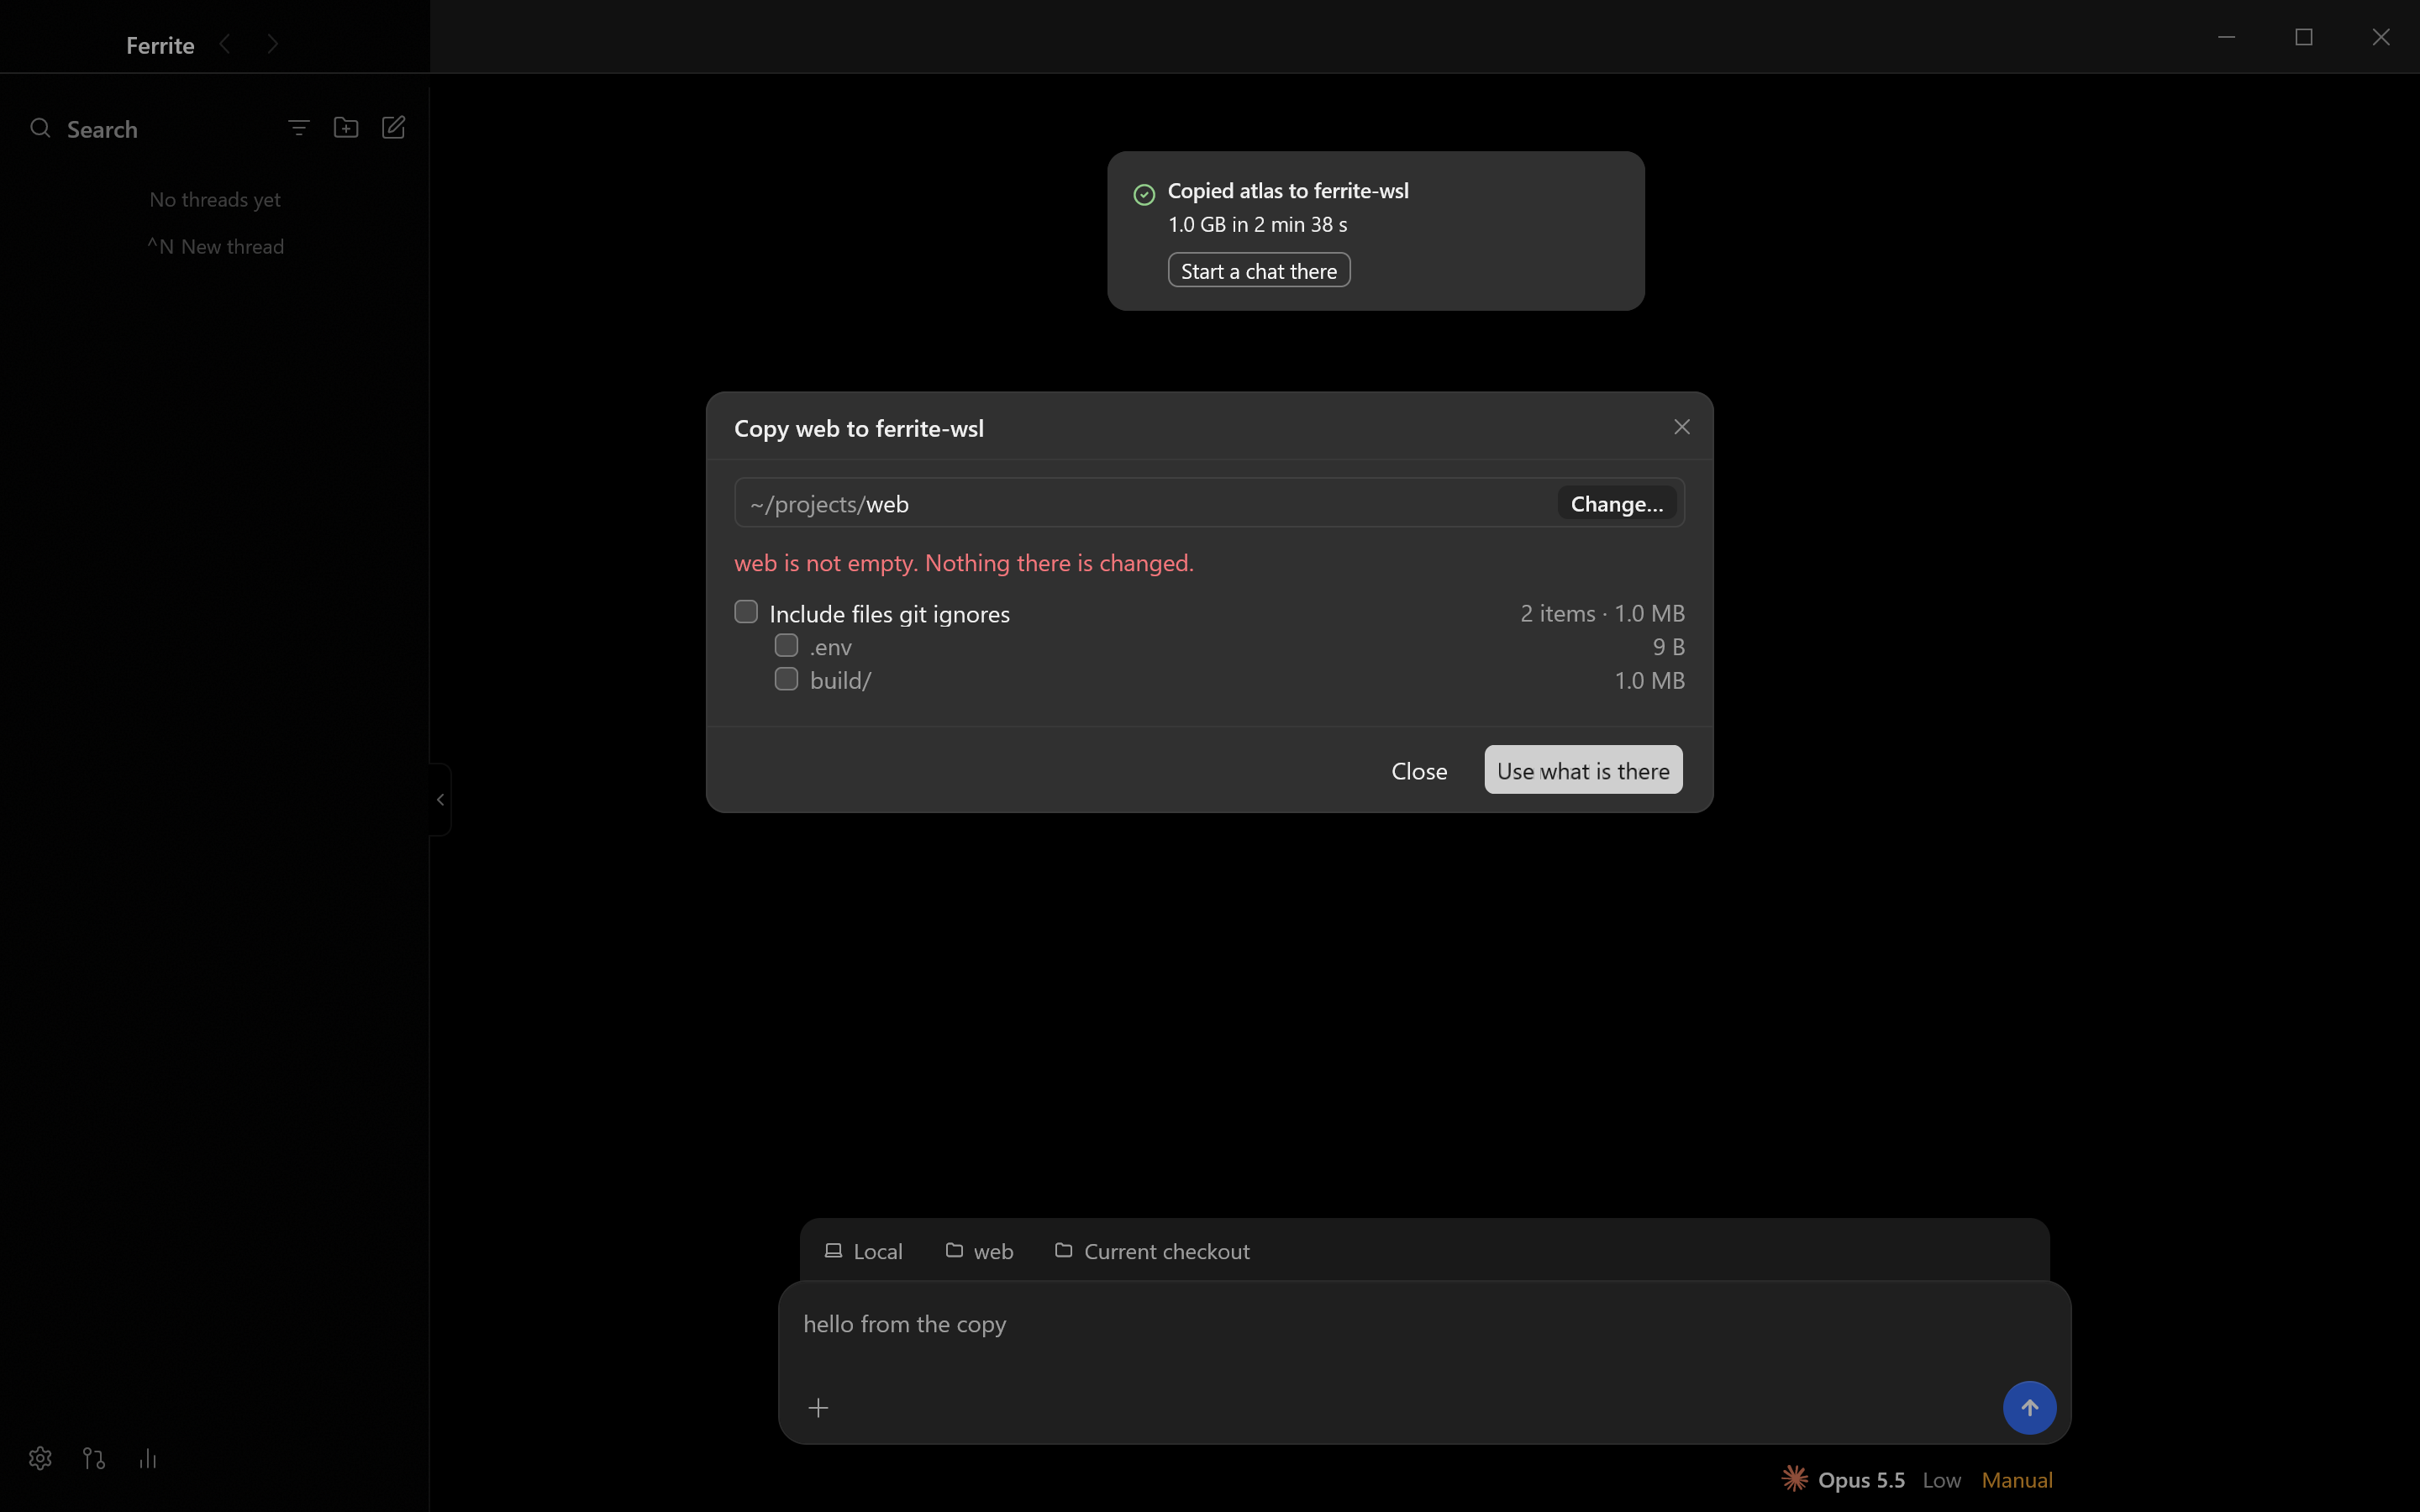 Ferrite
Search
No threads yet
^N New thread
Copied atlas to ferrite-wsl
1.0 GB in 2 min 38 s
Start a chat there
Copy web to ferrite-wsl
~/projects/web
Change...
web is not empty. Nothing there is changed.
Include files git ignores
2 items · 1.0 MB
.env
9 B
build/
1.0 MB
Close
Use what is there
Local
web
Current checkout
hello from the copy
Opus 5.5
Low
Manual